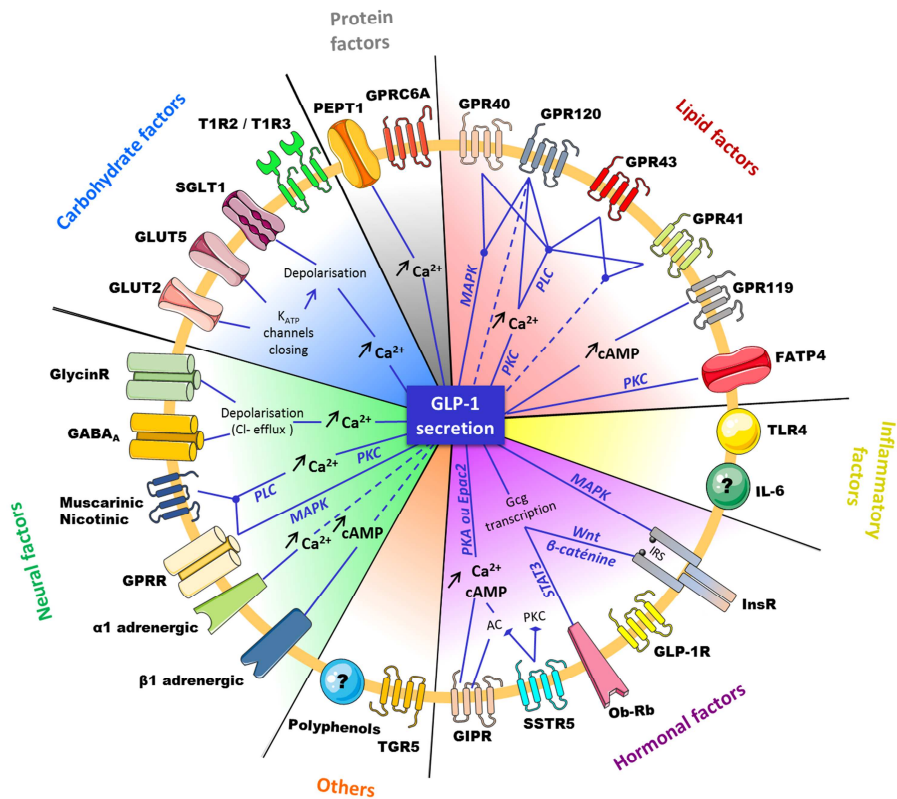 Protein
factors
Carbohydrate factors
Lipid factors
T1R2 / T1R3
PEPT1
GPRC6A
GPR40
GPR120
GPR43
GPR41
GPR119
FATP4
SGLT1
GLUT5
GLUT2
Depolarisation
KATP
channels
closing
↗Ca²⁺
↗Ca²⁺
MAPK
PLC
↗Ca²⁺
PKC
↗cAMP
PKC
GLP-1
secretion
GlycinR
GABAA
Muscarinic
Nicotinic
GPRR
α1 adrenergic
β1 adrenergic
Neural factors
Depolarisation
(Cl- efflux )
↗Ca²⁺
↗Ca²⁺
PKC
PLC
MAPK
↗Ca²⁺
↗cAMP
TLR4
?
IL-6
Inflammatory
factors
PKA ou Epac2
Gcg
transcription
MAPK
Wnt
β-caténine
IRS
STAT3
↗Ca²⁺
cAMP
AC
PKC
InsR
GLP-1R
Ob-Rb
SSTR5
GIPR
Hormonal factors
?
Polyphenols
TGR5
Others